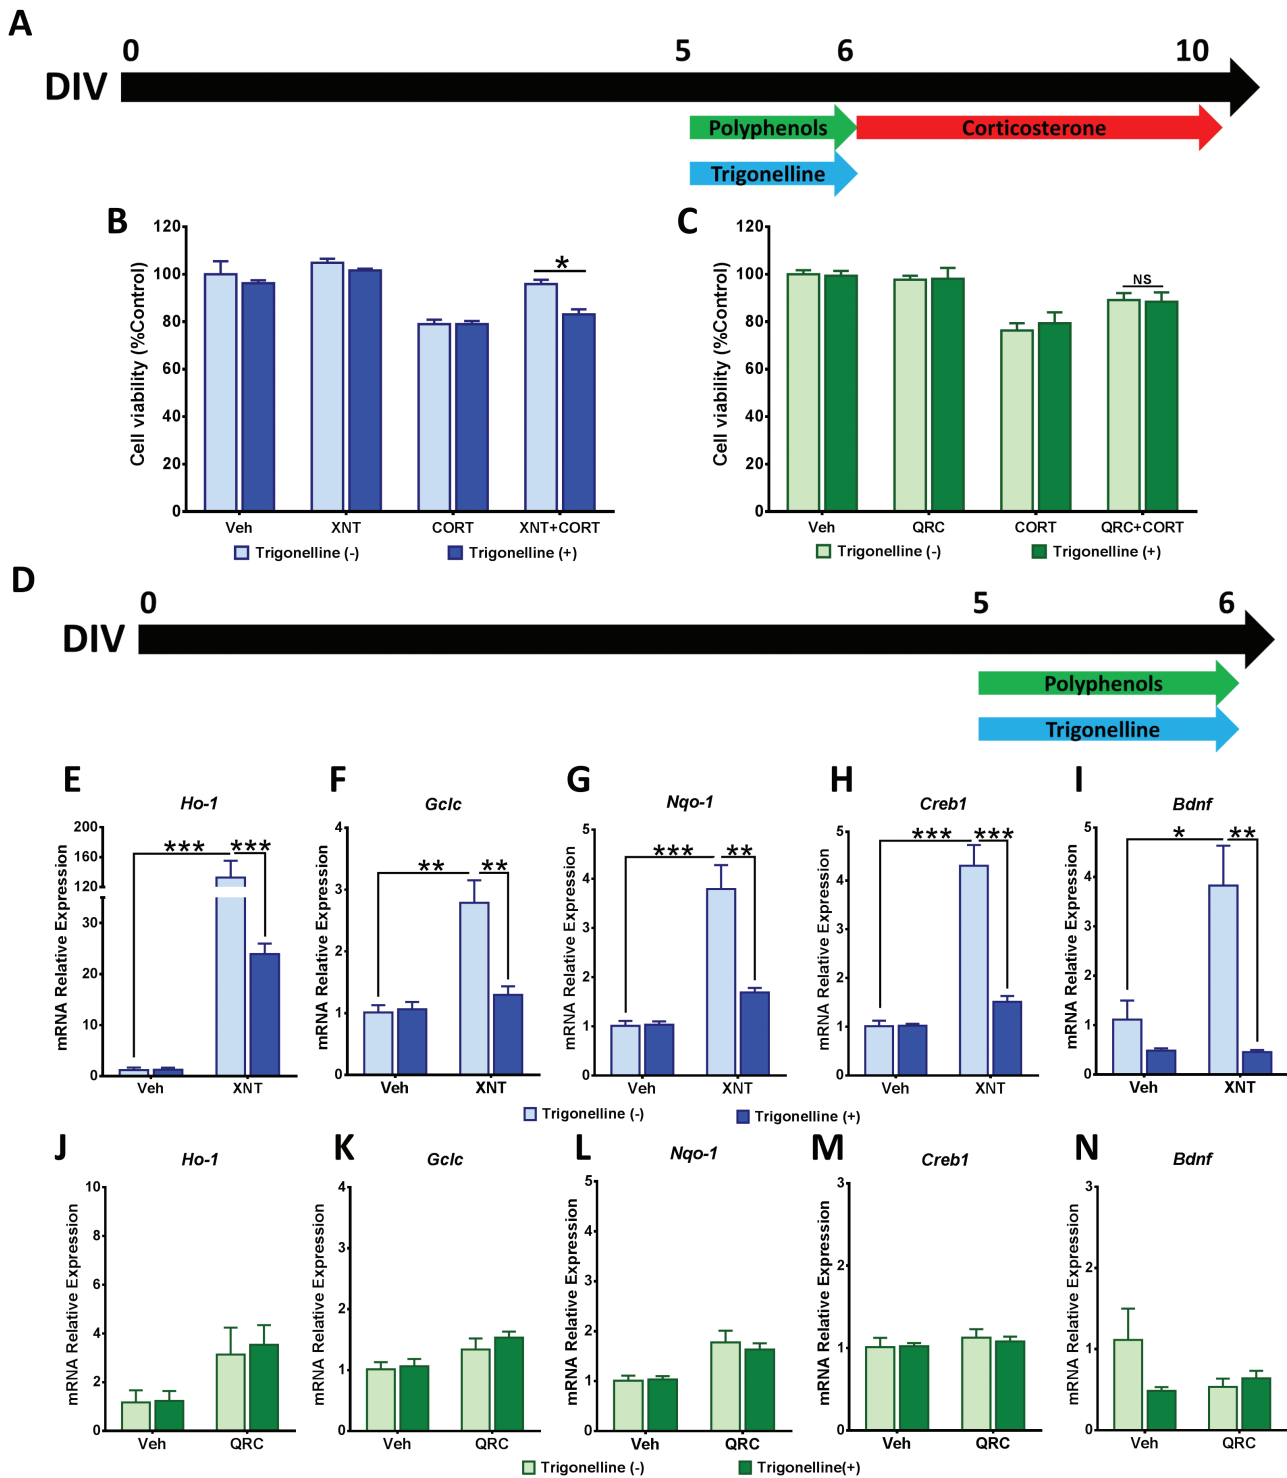 A
0 5 6 10
DIV
Polyphenols Corticosterone
Trigonelline
B
Cell viability (%Control)
120
100
80
60
40
20
0
*
Veh XNT CORT XNT+CORT
Trigonelline (-) Trigonelline (+)
C
Cell viability (%Control)
120
100
80
60
40
20
0
NS
Veh QRC CORT QRC+CORT
Trigonelline (-) Trigonelline (+)
D
0 5 6
DIV
Polyphenols
Trigonelline
E
Ho-1
mRNA Relative Expression
200
160
120
30
20
10
0
*** ***
Veh XNT
F
Gclc
mRNA Relative Expression
4
3
2
1
0
** **
Veh XNT
G
Nqo-1
mRNA Relative Expression
5
4
3
2
1
0
*** **
Veh XNT
H
Creb1
mRNA Relative Expression
5
4
3
2
1
0
*** ***
Veh XNT
I
Bdnf
mRNA Relative Expression
5
4
3
2
1
0
* **
Veh XNT
Trigonelline (-) Trigonelline (+)
J
Ho-1
mRNA Relative Expression
10
8
6
4
2
0
Veh QRC
K
Gclc
mRNA Relative Expression
4
3
2
1
0
Veh QRC
L
Nqo-1
mRNA Relative Expression
5
4
3
2
1
0
Veh QRC
M
Creb1
mRNA Relative Expression
3
2
1
0
Veh QRC
N
Bdnf
mRNA Relative Expression
3
2
1
0
Veh QRC
Trigonelline (-) Trigonelline(+)